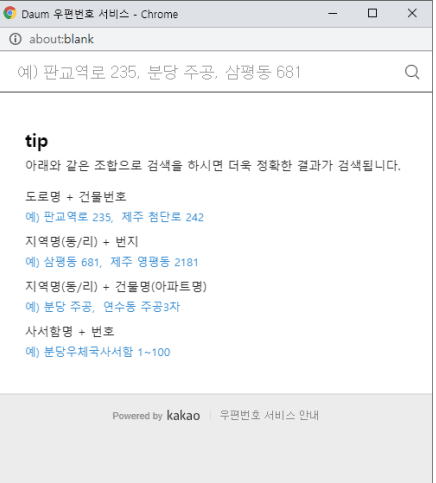 Daum 우편번호 서비스 - Chrome
about:blank
예) 판교역로 235, 분당 주공, 삼평동 681
tip
아래와 같은 조합으로 검색을 하시면 더욱 정확한 결과가 검색됩니다.
도로명 + 건물번호
예) 판교역로 235,  제주 첨단로 242
지역명(동/리) + 번지
예) 삼평동 681,  제주 영평동 2181
지역명(동/리) + 건물명(아파트명)
예) 분당 주공,  연수동 주공3차
사서함명 + 번호
예) 분당우체국사서함 1~100
Powered by kakao | 우편번호 서비스 안내